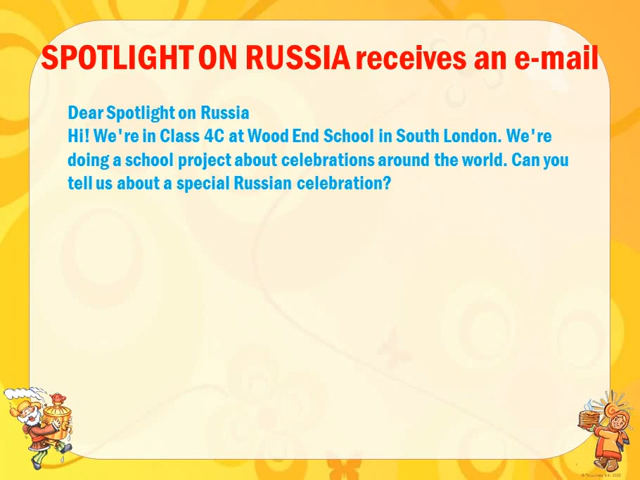 SPOTLIGHT ON RUSSIA receives an e-mail
Dear Spotlight on Russia
Hi! We're in Class 4C at Wood End School in South London. We're
doing a school project about celebrations around the world. Can you
tell us about a special Russian celebration?